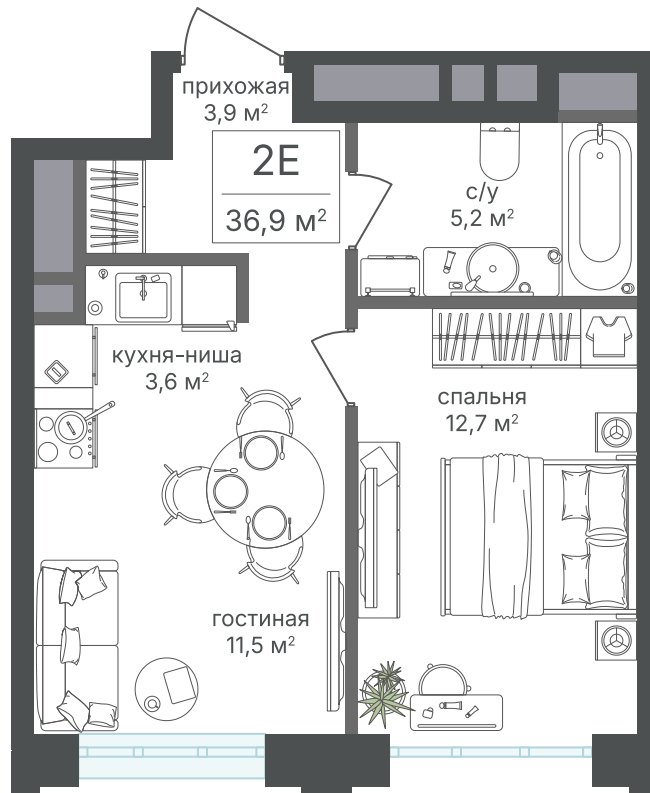 прихожая
3,9 м²
2Е
36,9 м²
с/у
5,2 м²
кухня-ниша
3,6 м²
спальня
12,7 м²
гостиная
11,5 м²